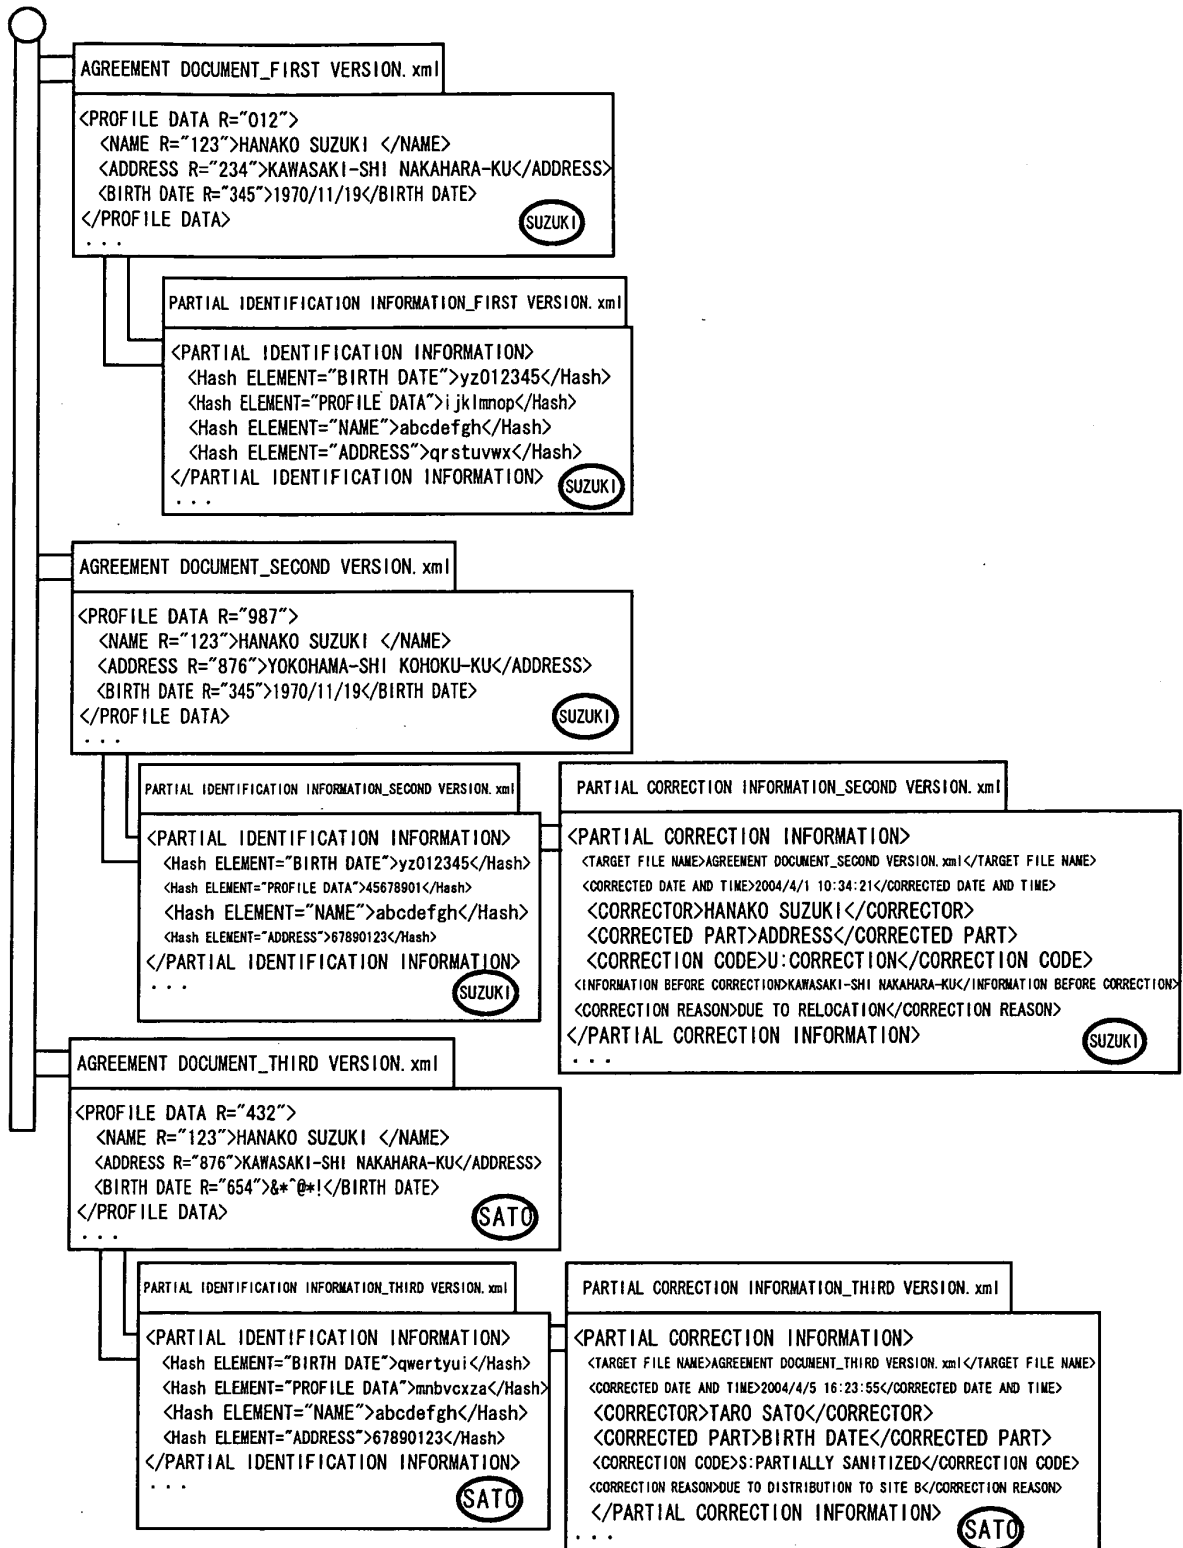 AGREEMENT DOCUMENT_FIRST VERSION.xml
<PROFILE DATA R="012">
<NAME R="123">HANAKO SUZUKI </NAME>
<ADDRESS R="234">KAWASAKI-SHI NAKAHARA-KU</ADDRESS>
<BIRTH DATE R="345">1970/11/19</BIRTH DATE>
</PROFILE DATA>
SUZUKI
...
PARTIAL IDENTIFICATION INFORMATION_FIRST VERSION.xml
<PARTIAL IDENTIFICATION INFORMATION>
<Hash ELEMENT="BIRTH DATE">yz012345</Hash>
<Hash ELEMENT="PROFILE DATA">ijklmnop</Hash>
<Hash ELEMENT="NAME">abcdefgh</Hash>
<Hash ELEMENT="ADDRESS">qrstuvwx</Hash>
</PARTIAL IDENTIFICATION INFORMATION>
SUZUKI
...
AGREEMENT DOCUMENT_SECOND VERSION.xml
<PROFILE DATA R="987">
<NAME R="123">HANAKO SUZUKI </NAME>
<ADDRESS R="876">YOKOHAMA-SHI KOHOKU-KU</ADDRESS>
<BIRTH DATE R="345">1970/11/19</BIRTH DATE>
</PROFILE DATA>
SUZUKI
...
PARTIAL IDENTIFICATION INFORMATION_SECOND VERSION.xml
<PARTIAL IDENTIFICATION INFORMATION>
<Hash ELEMENT="BIRTH DATE">yz012345</Hash>
<Hash ELEMENT="PROFILE DATA">45678901</Hash>
<Hash ELEMENT="NAME">abcdefgh</Hash>
<Hash ELEMENT="ADDRESS">67890123</Hash>
</PARTIAL IDENTIFICATION INFORMATION>
...
SUZUKI
PARTIAL CORRECTION INFORMATION_SECOND VERSION.xml
<PARTIAL CORRECTION INFORMATION>
<TARGET FILE NAME>AGREEMENT DOCUMENT_SECOND VERSION.xml</TARGET FILE NAME>
<CORRECTED DATE AND TIME>2004/4/1 10:34:21</CORRECTED DATE AND TIME>
<CORRECTOR>HANAKO SUZUKI</CORRECTOR>
<CORRECTED PART>ADDRESS</CORRECTED PART>
<CORRECTION CODE>U:CORRECTION</CORRECTION CODE>
<INFORMATION BEFORE CORRECTION>KAWASAKI-SHI NAKAHARA-KU</INFORMATION BEFORE CORRECTION>
<CORRECTION REASON>DUE TO RELOCATION</CORRECTION REASON>
</PARTIAL CORRECTION INFORMATION>
SUZUKI
...
AGREEMENT DOCUMENT_THIRD VERSION.xml
<PROFILE DATA R="432">
<NAME R="123">HANAKO SUZUKI </NAME>
<ADDRESS R="876">KAWASAKI-SHI NAKAHARA-KU</ADDRESS>
<BIRTH DATE R="654">&*^@*!</BIRTH DATE>
</PROFILE DATA>
SATO
...
PARTIAL IDENTIFICATION INFORMATION_THIRD VERSION.xml
<PARTIAL IDENTIFICATION INFORMATION>
<Hash ELEMENT="BIRTH DATE">qwertyui</Hash>
<Hash ELEMENT="PROFILE DATA">mnbvcxza</Hash>
<Hash ELEMENT="NAME">abcdefgh</Hash>
<Hash ELEMENT="ADDRESS">67890123</Hash>
</PARTIAL IDENTIFICATION INFORMATION>
...
SATO
PARTIAL CORRECTION INFORMATION_THIRD VERSION.xml
<PARTIAL CORRECTION INFORMATION>
<TARGET FILE NAME>AGREEMENT DOCUMENT_THIRD VERSION.xml</TARGET FILE NAME>
<CORRECTED DATE AND TIME>2004/4/5 16:23:55</CORRECTED DATE AND TIME>
<CORRECTOR>TARO SATO</CORRECTOR>
<CORRECTED PART>BIRTH DATE</CORRECTED PART>
<CORRECTION CODE>S:PARTIALLY SANITIZED</CORRECTION CODE>
<CORRECTION REASON>DUE TO DISTRIBUTION TO SITE B</CORRECTION REASON>
</PARTIAL CORRECTION INFORMATION>
SATO
...